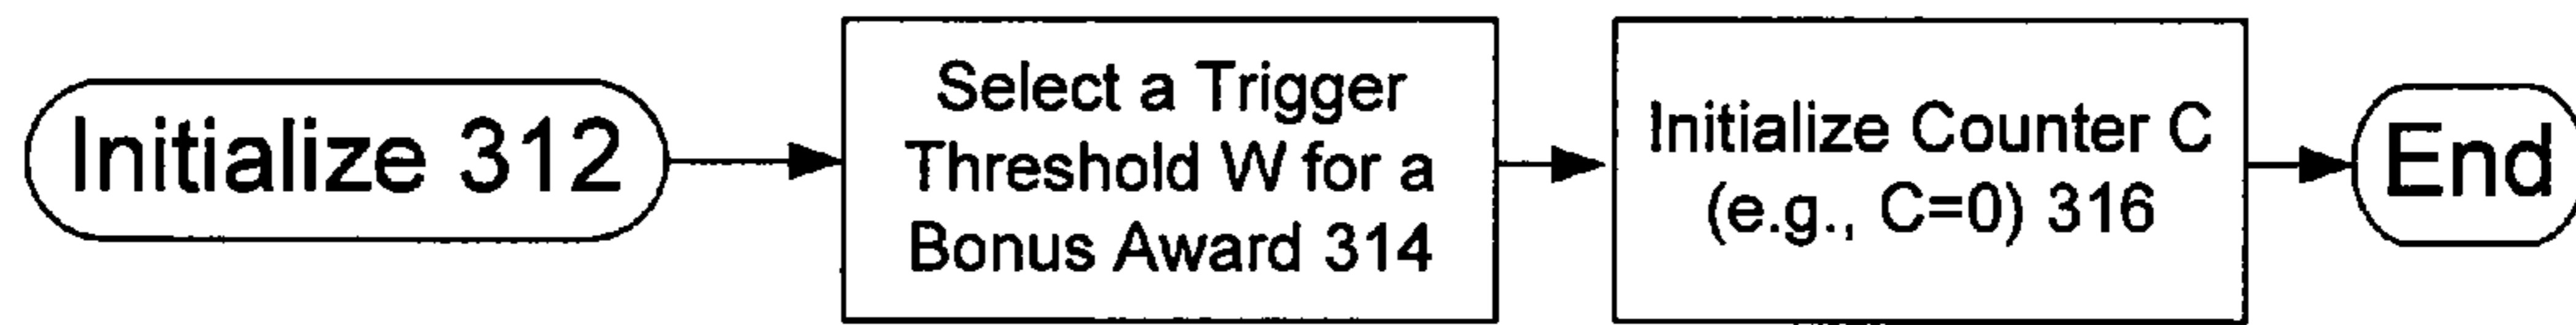 Initialize 312
Select a Trigger
Threshold W for a
Bonus Award 314
Initialize Counter C
(e.g., C=0) 316
End